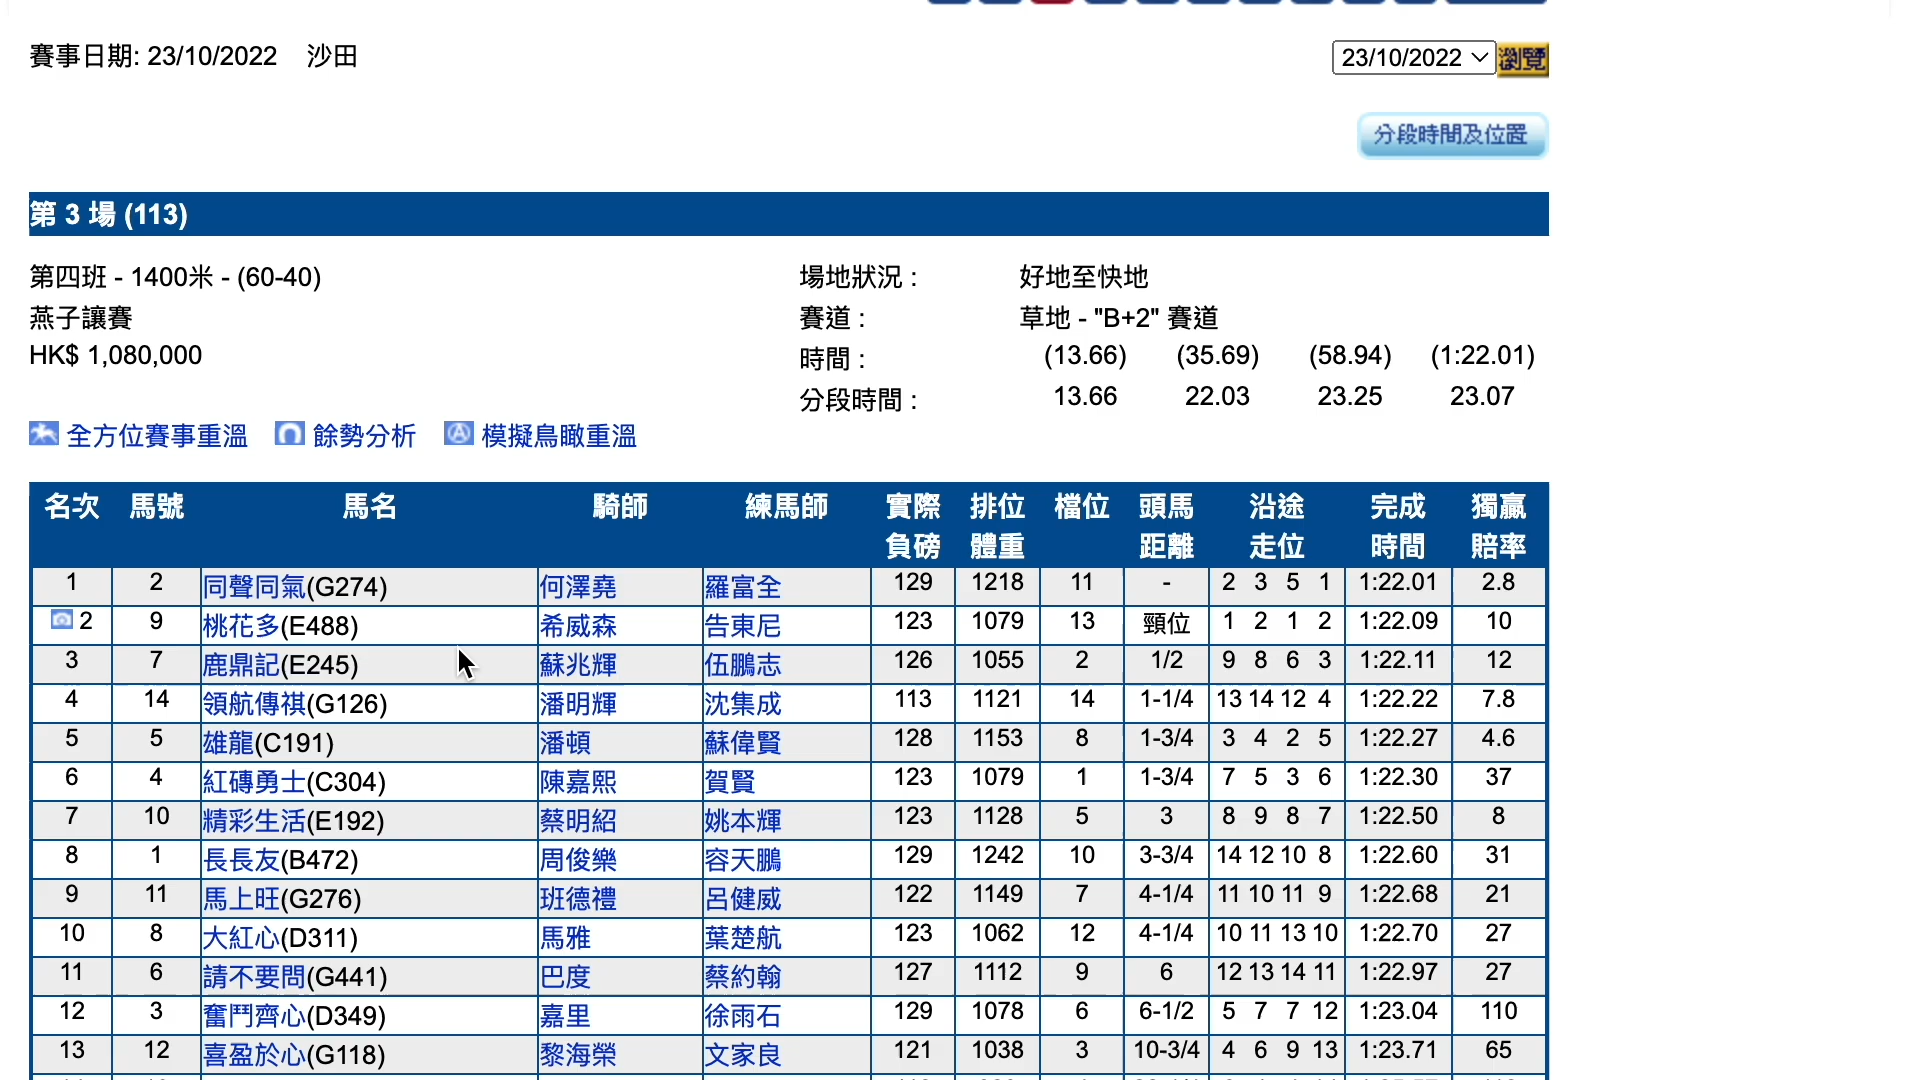 賽事日期: 23/10/2022 沙田
23/10/2022 瀏覽
分段時間及位置
第 3 場 (113)
第四班 - 1400米 - (60-40) 場地狀況 : 好地至快地
燕子讓賽 賽道 : 草地 - "B+2" 賽道
HK$ 1,080,000 時間 : (13.66) (35.69) (58.94) (1:22.01)
分段時間 : 13.66 22.03 23.25 23.07
全方位賽事重溫 餘勢分析 模擬鳥瞰重溫
名次 馬號 馬名 騎師 練馬師 實際 排位 檔位 頭馬 沿途 完成 獨贏
負磅 體重 距離 走位 時間 賠率
1 2 同聲同氣(G274) 何澤堯 羅富全 129 1218 11 - 2 3 5 1 1:22.01 2.8
2 9 桃花多(E488) 希威森 告東尼 123 1079 13 頸位 1 2 1 2 1:22.09 10
3 7 鹿鼎記(E245) 蘇兆輝 伍鵬志 126 1055 2 1/2 9 8 6 3 1:22.11 12
4 14 領航傳祺(G126) 潘明輝 沈集成 113 1121 14 1-1/4 13 14 12 4 1:22.22 7.8
5 5 雄龍(C191) 潘頓 蘇偉賢 128 1153 8 1-3/4 3 4 2 5 1:22.27 4.6
6 4 紅磚勇士(C304) 陳嘉熙 賀賢 123 1079 1 1-3/4 7 5 3 6 1:22.30 37
7 10 精彩生活(E192) 蔡明紹 姚本輝 123 1128 5 3 8 9 8 7 1:22.50 8
8 1 長長友(B472) 周俊樂 容天鵬 129 1242 10 3-3/4 14 12 10 8 1:22.60 31
9 11 馬上旺(G276) 班德禮 呂健威 122 1149 7 4-1/4 11 10 11 9 1:22.68 21
10 8 大紅心(D311) 馬雅 葉楚航 123 1062 12 4-1/4 10 11 13 10 1:22.70 27
11 6 請不要問(G441) 巴度 蔡約翰 127 1112 9 6 12 13 14 11 1:22.97 27
12 3 奮鬥齊心(D349) 嘉里 徐雨石 129 1078 6 6-1/2 5 7 7 12 1:23.04 110
13 12 喜盈於心(G118) 黎海榮 文家良 121 1038 3 10-3/4 4 6 9 13 1:23.71 65